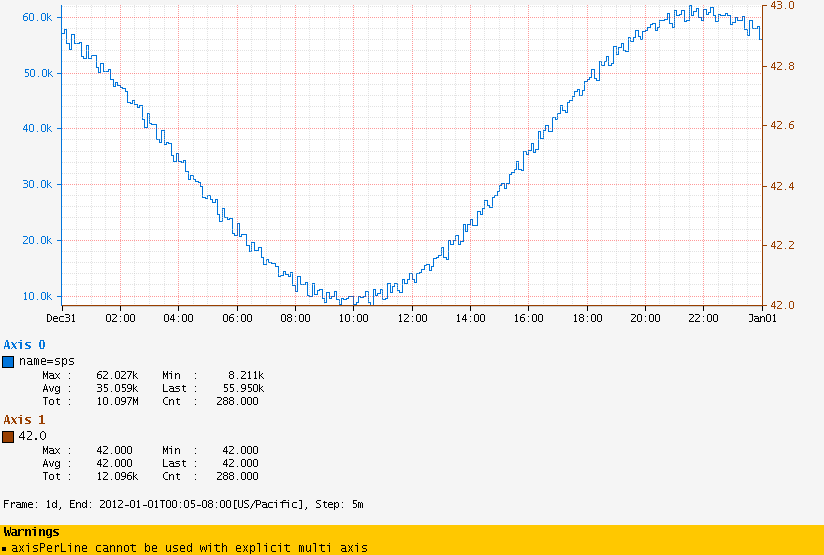 60.0k
50.0k
40.0k
30.0k
20.0k
10.0k
43.0
42.8
42.6
42.4
42.2
42.0
Dec31 02:00 04:00 06:00 08:00 10:00 12:00 14:00 16:00 18:00 20:00 22:00 Jan01
Axis 0
name=sps
Max : 62.027k Min : 8.211k
Avg : 35.059k Last : 55.950k
Tot : 10.097M Cnt : 288.000
Axis 1
42.0
Max : 42.000 Min : 42.000
Avg : 42.000 Last : 42.000
Tot : 12.096k Cnt : 288.000
Frame: 1d, End: 2012-01-01T00:05-08:00[US/Pacific], Step: 5m
Warnings
▪ axisPerLine cannot be used with explicit multi axis